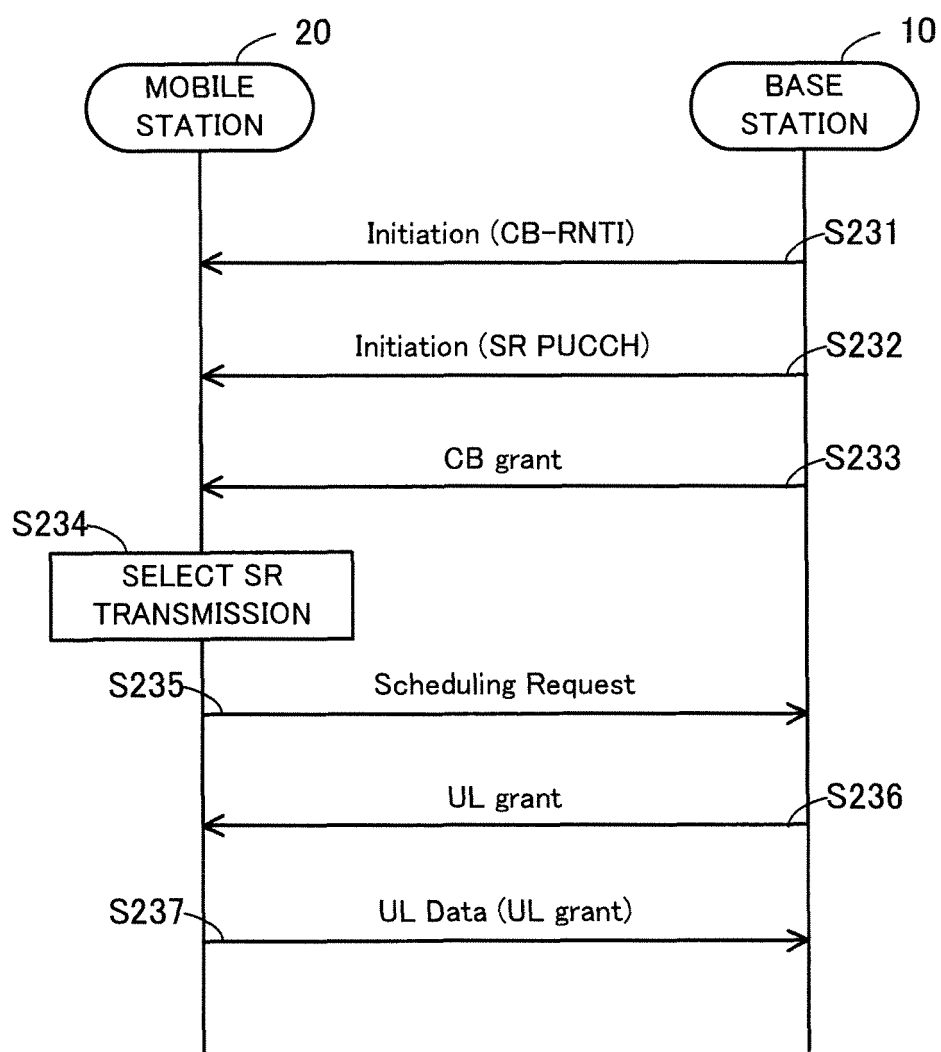 20
10
MOBILE
STATION
BASE
STATION
Initiation (CB-RNTI)
S231
Initiation (SR PUCCH)
S232
CB grant
S233
S234
SELECT SR
TRANSMISSION
S235
Scheduling Request
UL grant
S236
S237
UL Data (UL grant)